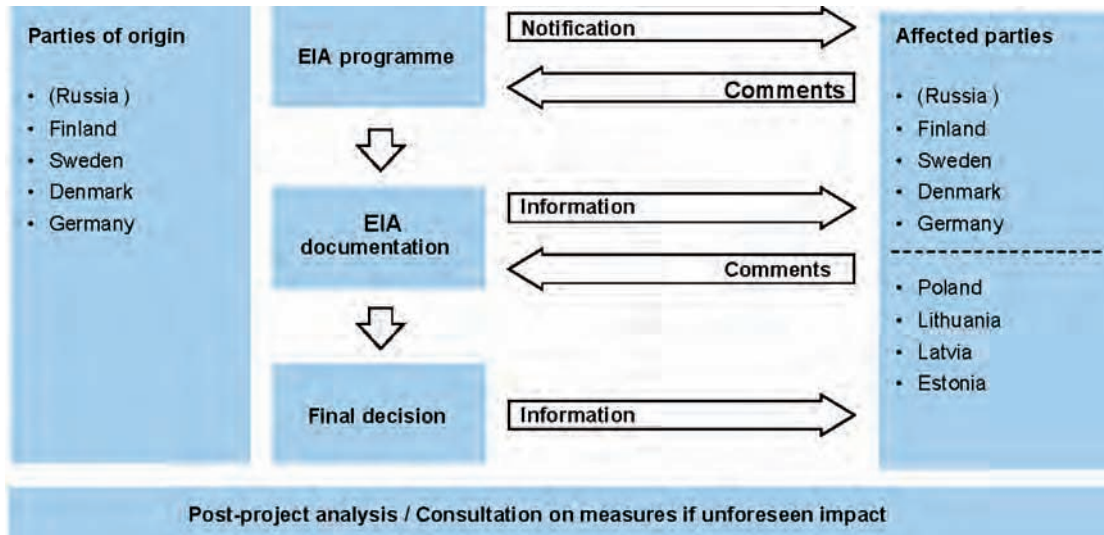 Parties of origin
• (Russia )
• Finland
• Sweden
• Denmark
• Germany
EIA programme
EIA
documentation
Final decision
Notification
Comments
Information
Comments
Information
Affected parties
• (Russia )
• Finland
• Sweden
• Denmark
• Germany
• Poland
• Lithuania
• Latvia
• Estonia
Post-project analysis / Consultation on measures if unforeseen impact